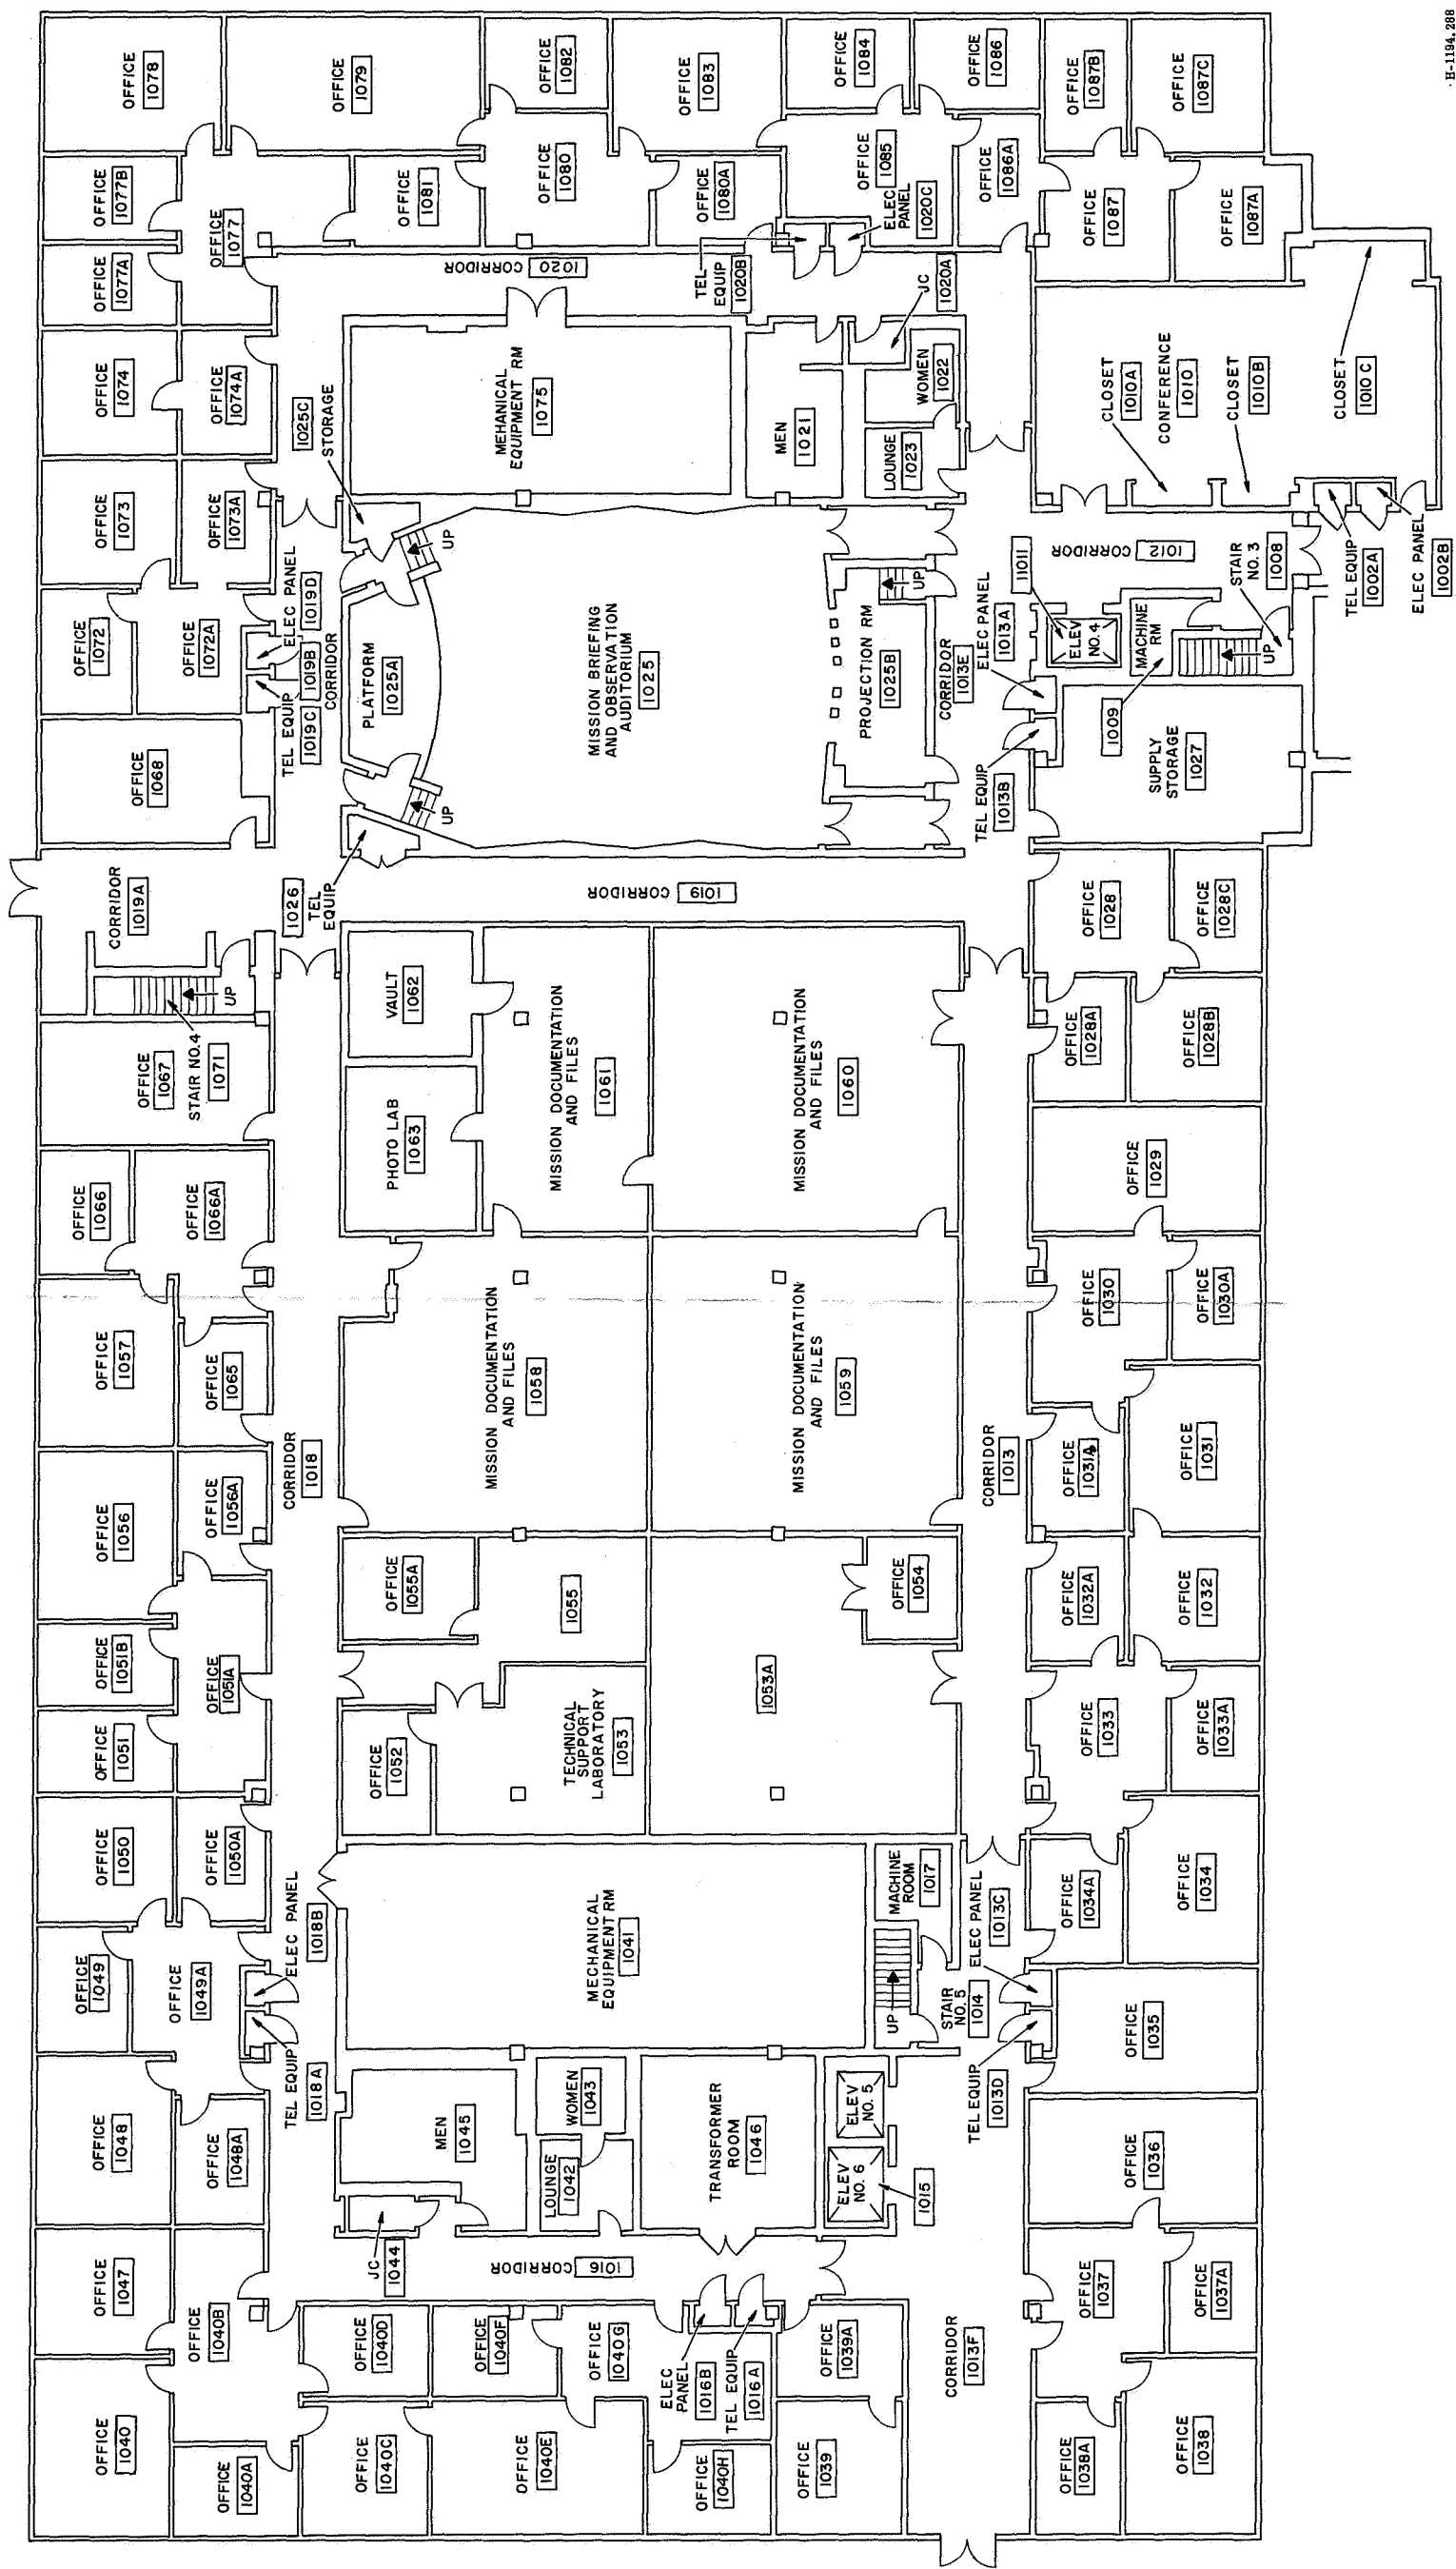 OFFICE
1078
OFFICE
1079
OFFICE
1082
OFFICE
1083
OFFICE
1084
OFFICE
1086
OFFICE
1087B
OFFICE
1087C
OFFICE
1077B
OFFICE
1077A
OFFICE
1077
OFFICE
1081
OFFICE
1080
OFFICE
1080A
OFFICE
1085
ELEC
PANEL
1020C
OFFICE
1086A
OFFICE
1087
OFFICE
1087A
CORRIDOR 1020
TEL
EQUIP
1020B
JC
1020A
OFFICE
1074
OFFICE
1074A
1025C
STORAGE
MEHANICAL
EQUIPMENT RM
1075
MEN
1021
WOMEN
1022
LOUNGE
1023
CLOSET
1010A
CONFERENCE
1010
CLOSET
1010B
CLOSET
1010C
OFFICE
1073
OFFICE
1073A
ELEC PANEL
1019D
UP
OFFICE
1072
OFFICE
1072A
1019B
CORRIDOR
TEL EQUIP
1019C
PLATFORM
1025A
MISSION BRIEFING
AND OBSERVATION
AUDITORIUM
1025
UP
PROJECTION RM
1025B
UP
CORRIDOR
1013E
ELEC PANEL
1013A
1011
CORRIDOR 1012
ELEV
NO.4
MACHINE
RM
1009
STAIR
NO. 3
1008
UP
TEL EQUIP
1002A
ELEC PANEL
1002B
TEL EQUIP
1013B
SUPPLY
STORAGE
1027
OFFICE
1068
CORRIDOR
1019A
1026
TEL
EQUIP
CORRIDOR 1019
OFFICE
1028
OFFICE
1028C
UP
STAIR NO.4
1071
OFFICE
1067
VAULT
1062
PHOTO LAB
1063
MISSION DOCUMENTATION
AND FILES
1061
MISSION DOCUMENTATION
AND FILES
1060
OFFICE
1028A
OFFICE
1028B
OFFICE
1029
OFFICE
1066
OFFICE
1066A
OFFICE
1057
OFFICE
1065
MISSION DOCUMENTATION
AND FILES
1058
MISSION DOCUMENTATION
AND FILES
1059
OFFICE
1030
OFFICE
1030A
CORRIDOR
1018
CORRIDOR
1013
OFFICE
1031A
OFFICE
1031
OFFICE
1056
OFFICE
1056A
OFFICE
1055A
1055
OFFICE
1054
OFFICE
1032A
OFFICE
1032
OFFICE
1051B
OFFICE
1051A
OFFICE
1051
OFFICE
1052
TECHNICAL
SUPPORT
LABORATORY
1053
1053A
OFFICE
1033
OFFICE
1033A
OFFICE
1050
OFFICE
1050A
ELEC PANEL
1018B
MECHANICAL
EQUIPMENT RM
1041
MACHINE
ROOM
1017
ELEC PANEL
1013C
OFFICE
1034A
OFFICE
1034
OFFICE
1049
OFFICE
1049A
TEL EQUIP
1018A
UP
STAIR
NO. 5
1014
TEL EQUIP
1013D
OFFICE
1035
OFFICE
1048
OFFICE
1048A
MEN
1045
WOMEN
1043
LOUNGE
1042
TRANSFORMER
ROOM
1046
ELEV
NO. 5
ELEV
NO. 6
1015
OFFICE
1036
OFFICE
1047
OFFICE
1040B
JC
1044
CORRIDOR 1016
OFFICE
1037
OFFICE
1037A
OFFICE
1040D
OFFICE
1040F
OFFICE
1040G
ELEC
PANEL
1016B
TEL EQUIP
1016A
OFFICE
1039A
CORRIDOR
1013F
OFFICE
1040
OFFICE
1040A
OFFICE
1040C
OFFICE
1040E
OFFICE
1040H
OFFICE
1039
OFFICE
1038A
OFFICE
1038
H-1194, 288